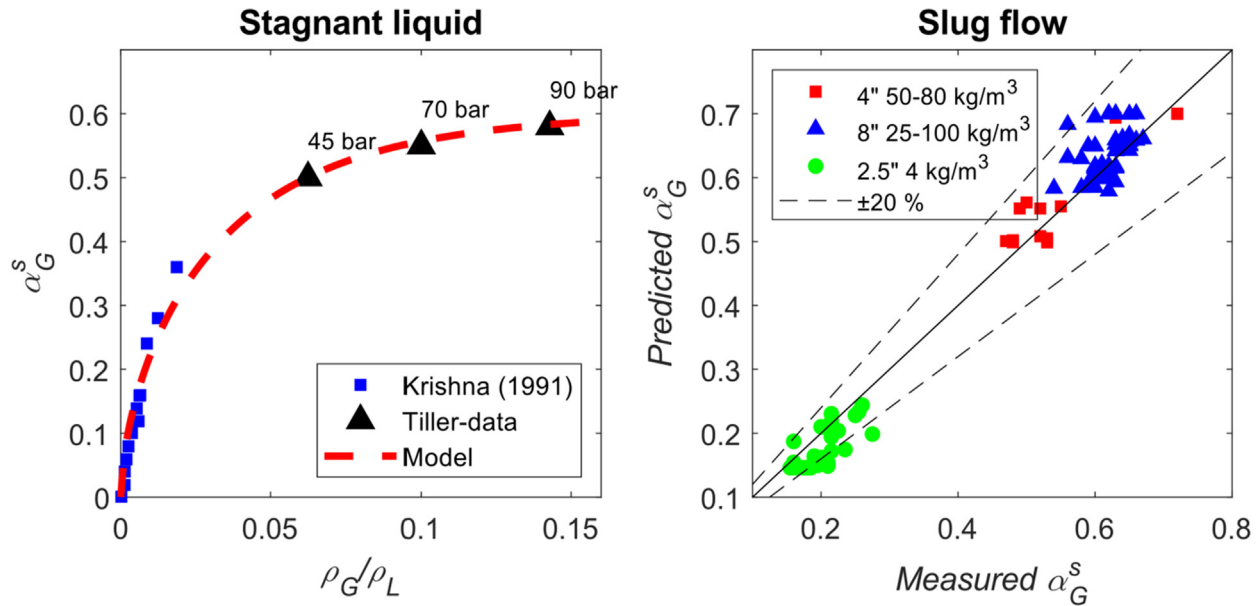 Stagnant liquid
90 bar
70 bar
45 bar
0.6
0.5
0.4
0.3
0.2
0.1
0
α_G^s
Krishna (1991)
Tiller-data
Model
0 0.05 0.1 0.15
ρ_G/ρ_L
Slug flow
4" 50-80 kg/m³
8" 25-100 kg/m³
2.5" 4 kg/m³
±20 %
0.7
0.6
0.5
0.4
0.3
0.2
0.1
Predicted α_G^s
0.2 0.4 0.6 0.8
Measured α_G^s